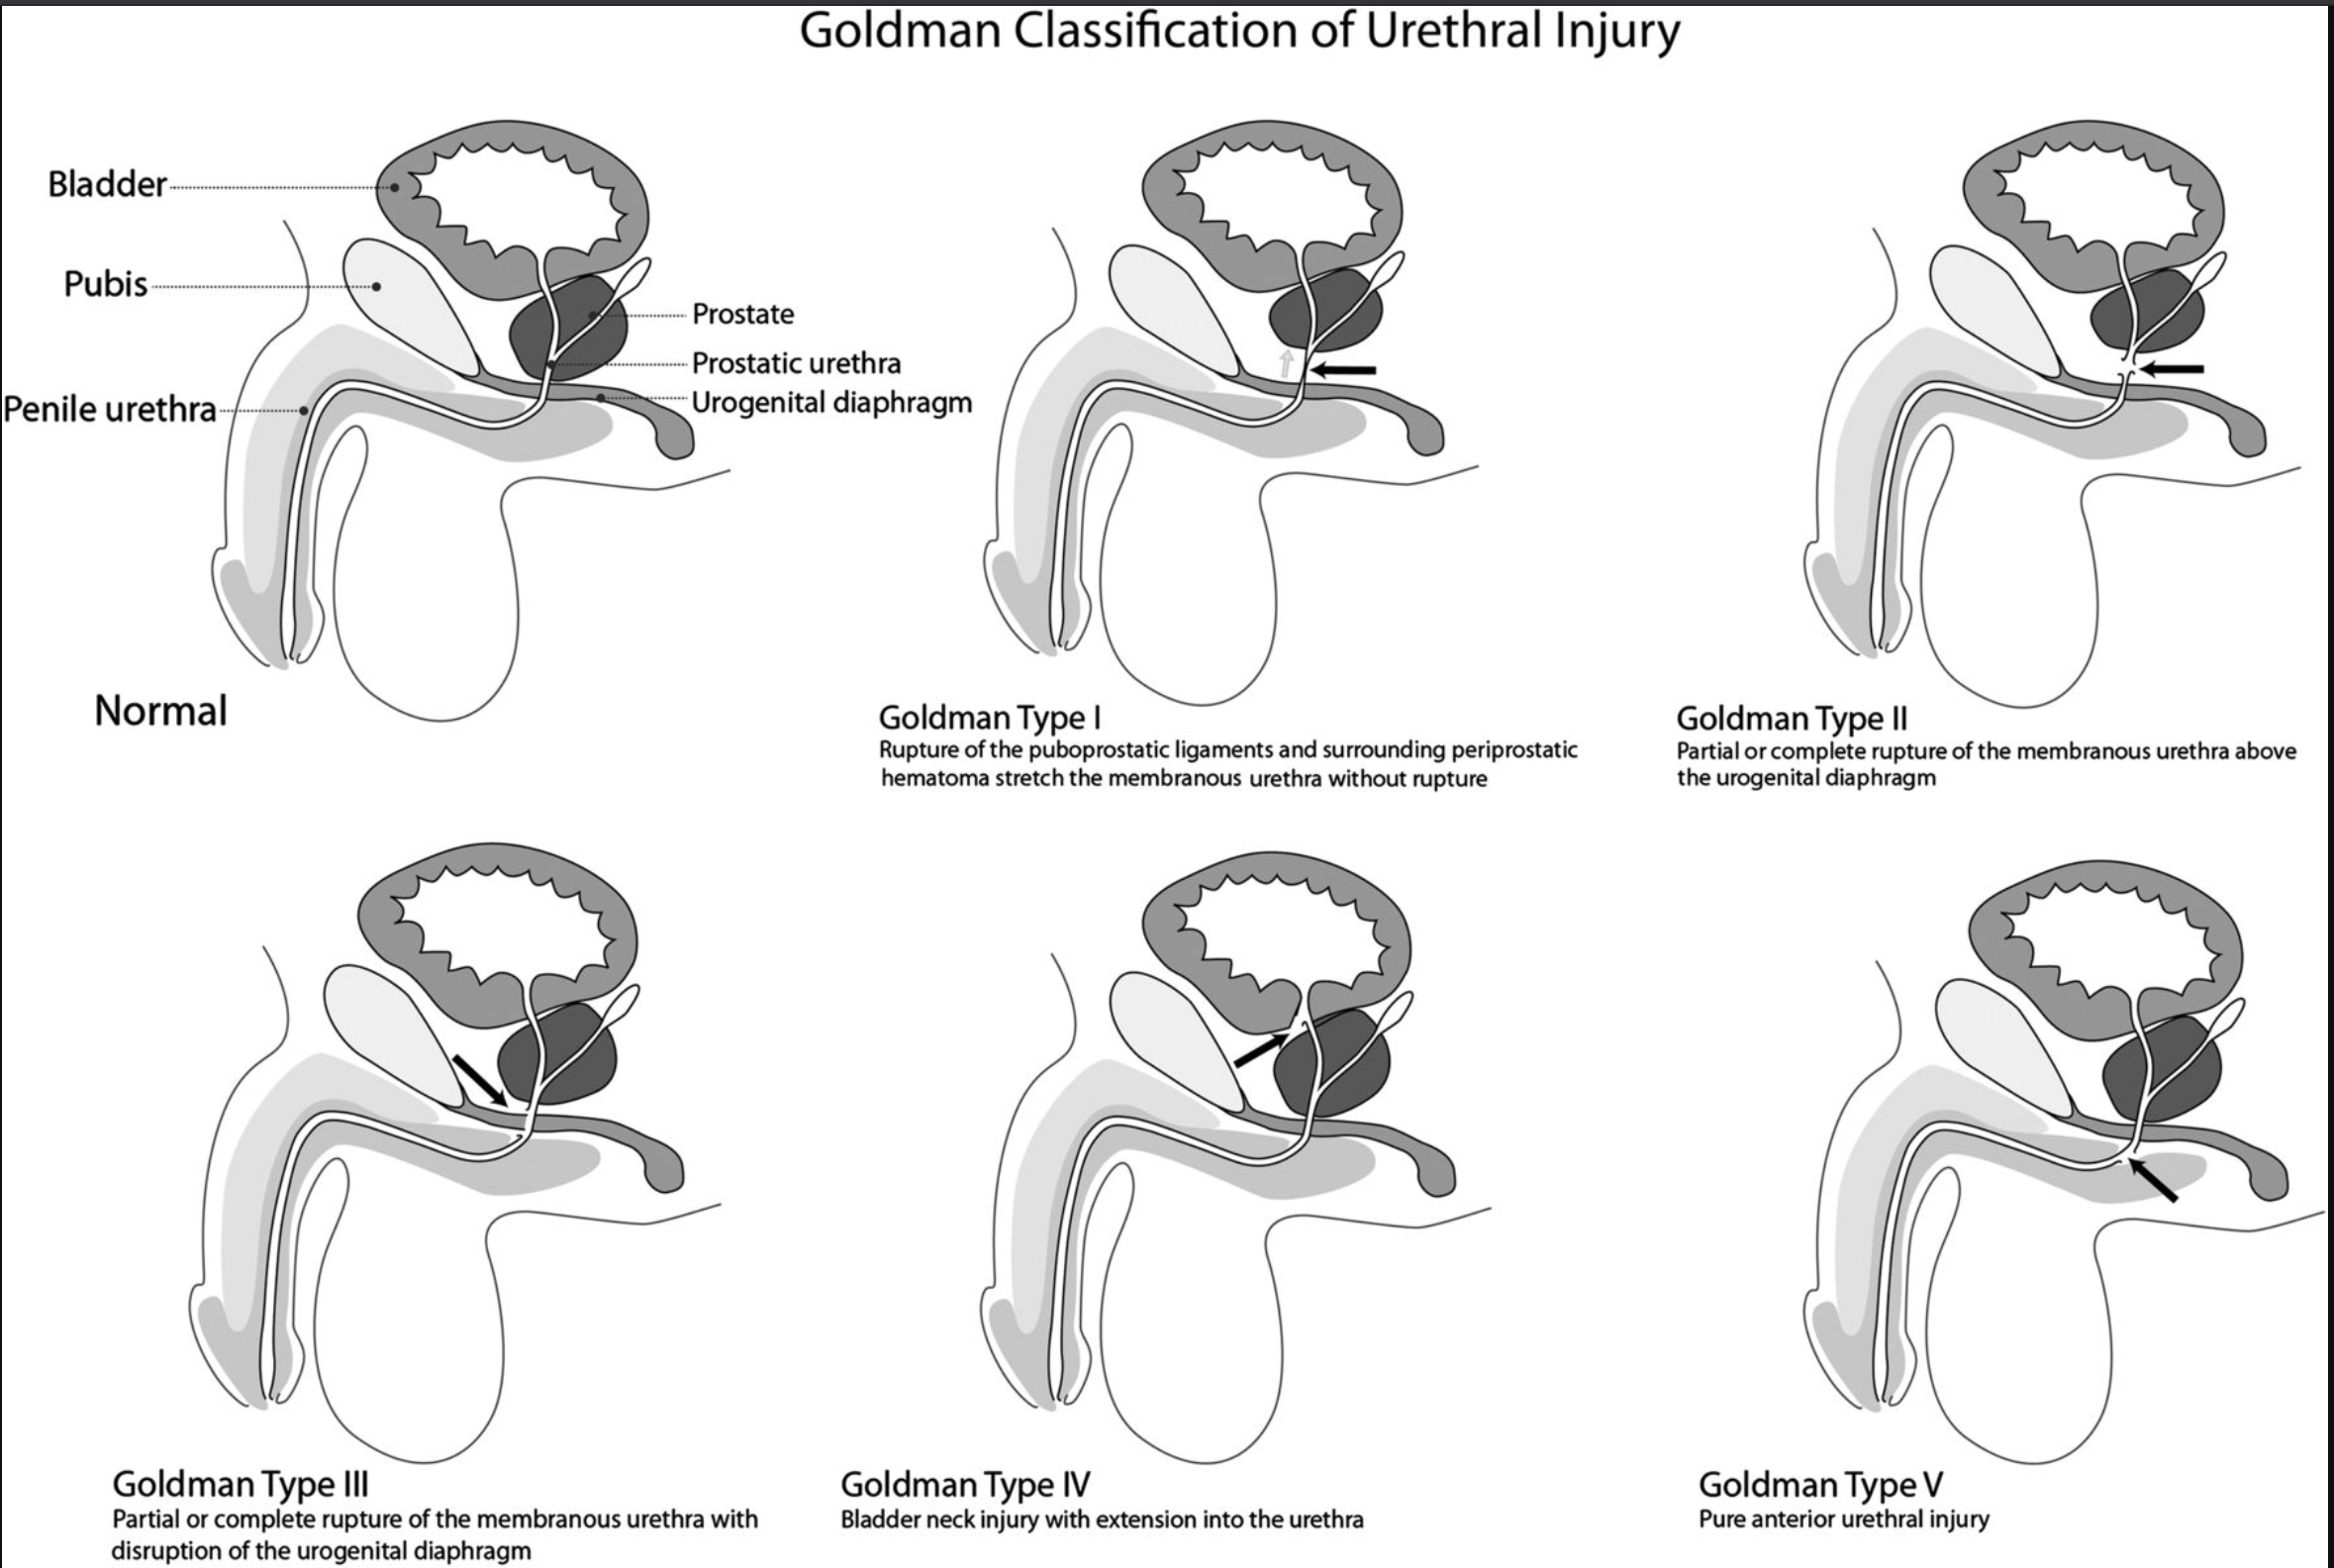 Goldman Classification of Urethral Injury
Bladder
Pubis
Prostate
Prostatic urethra
Penile urethra
Urogenital diaphragm
Normal
Goldman Type I
Rupture of the puboprostatic ligaments and surrounding periprostatic
hematoma stretch the membranous urethra without rupture
Goldman Type II
Partial or complete rupture of the membranous urethra above
the urogenital diaphragm
Goldman Type III
Partial or complete rupture of the membranous urethra with
disruption of the urogenital diaphragm
Goldman Type IV
Bladder neck injury with extension into the urethra
Goldman Type V
Pure anterior urethral injury